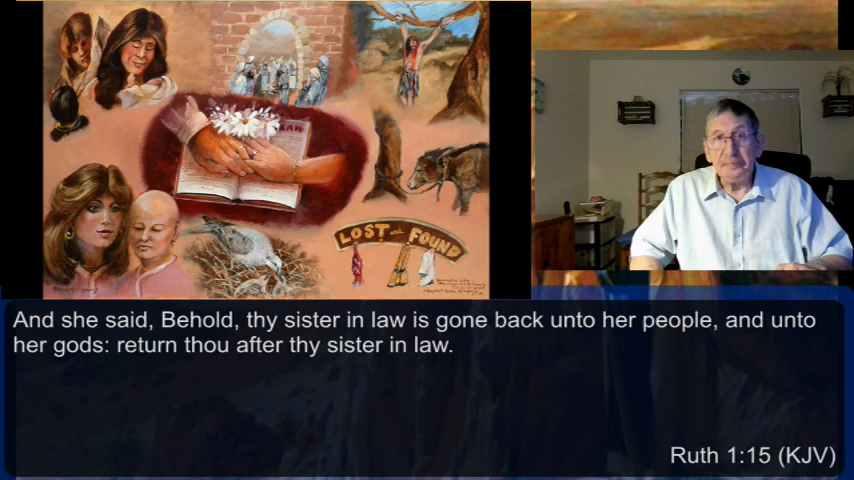 LOST and FOUND
And she said, Behold, thy sister in law is gone back unto her people, and unto
her gods: return thou after thy sister in law.
Ruth 1:15 (KJV)